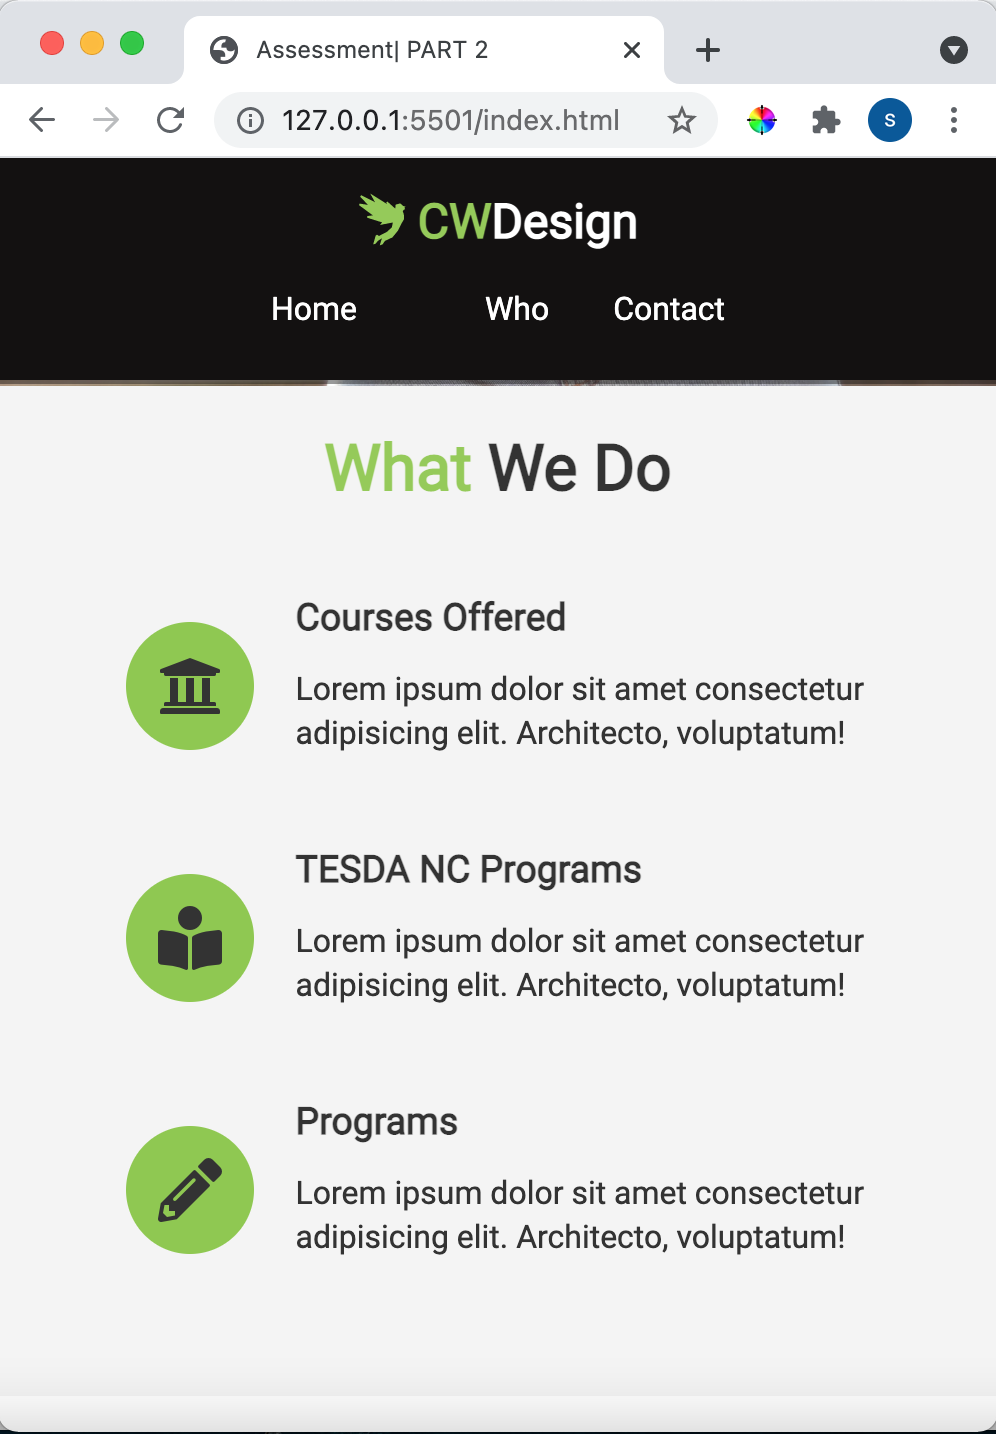 Assessment| PART 2
127.0.0.1:5501/index.html
S
CWDesign
Home Who Contact
What We Do
Courses Offered
Lorem ipsum dolor sit amet consectetur
adipisicing elit. Architecto, voluptatum!
TESDA NC Programs
Lorem ipsum dolor sit amet consectetur
adipisicing elit. Architecto, voluptatum!
Programs
Lorem ipsum dolor sit amet consectetur
adipisicing elit. Architecto, voluptatum!